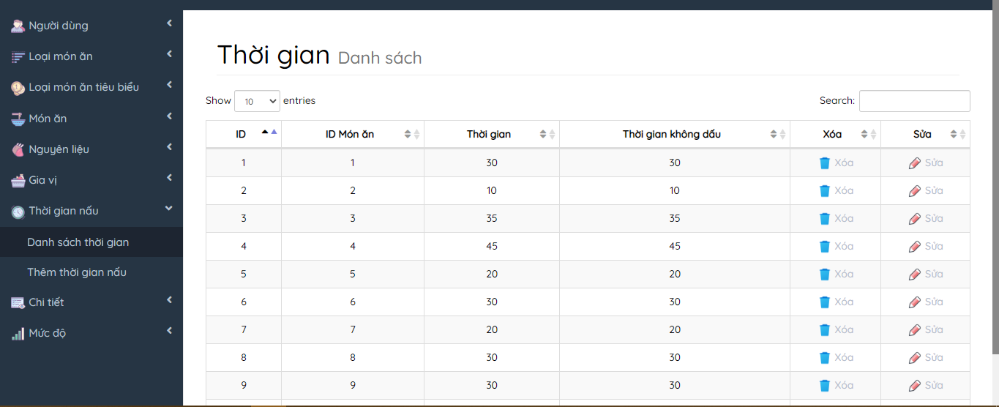 Người dùng
Loại món ăn
Loại món ăn tiêu biểu
Món ăn
Nguyên liệu
Gia vị
Thời gian nấu
Danh sách thời gian
Thêm thời gian nấu
Chi tiết
Mức độ
Thời gian Danh sách
Show 10 entries Search:
ID ID Món ăn Thời gian Thời gian không dấu Xóa Sửa
1 1 30 30 Xóa Sửa
2 2 10 10 Xóa Sửa
3 3 35 35 Xóa Sửa
4 4 45 45 Xóa Sửa
5 5 20 20 Xóa Sửa
6 6 30 30 Xóa Sửa
7 7 20 20 Xóa Sửa
8 8 30 30 Xóa Sửa
9 9 30 30 Xóa Sửa